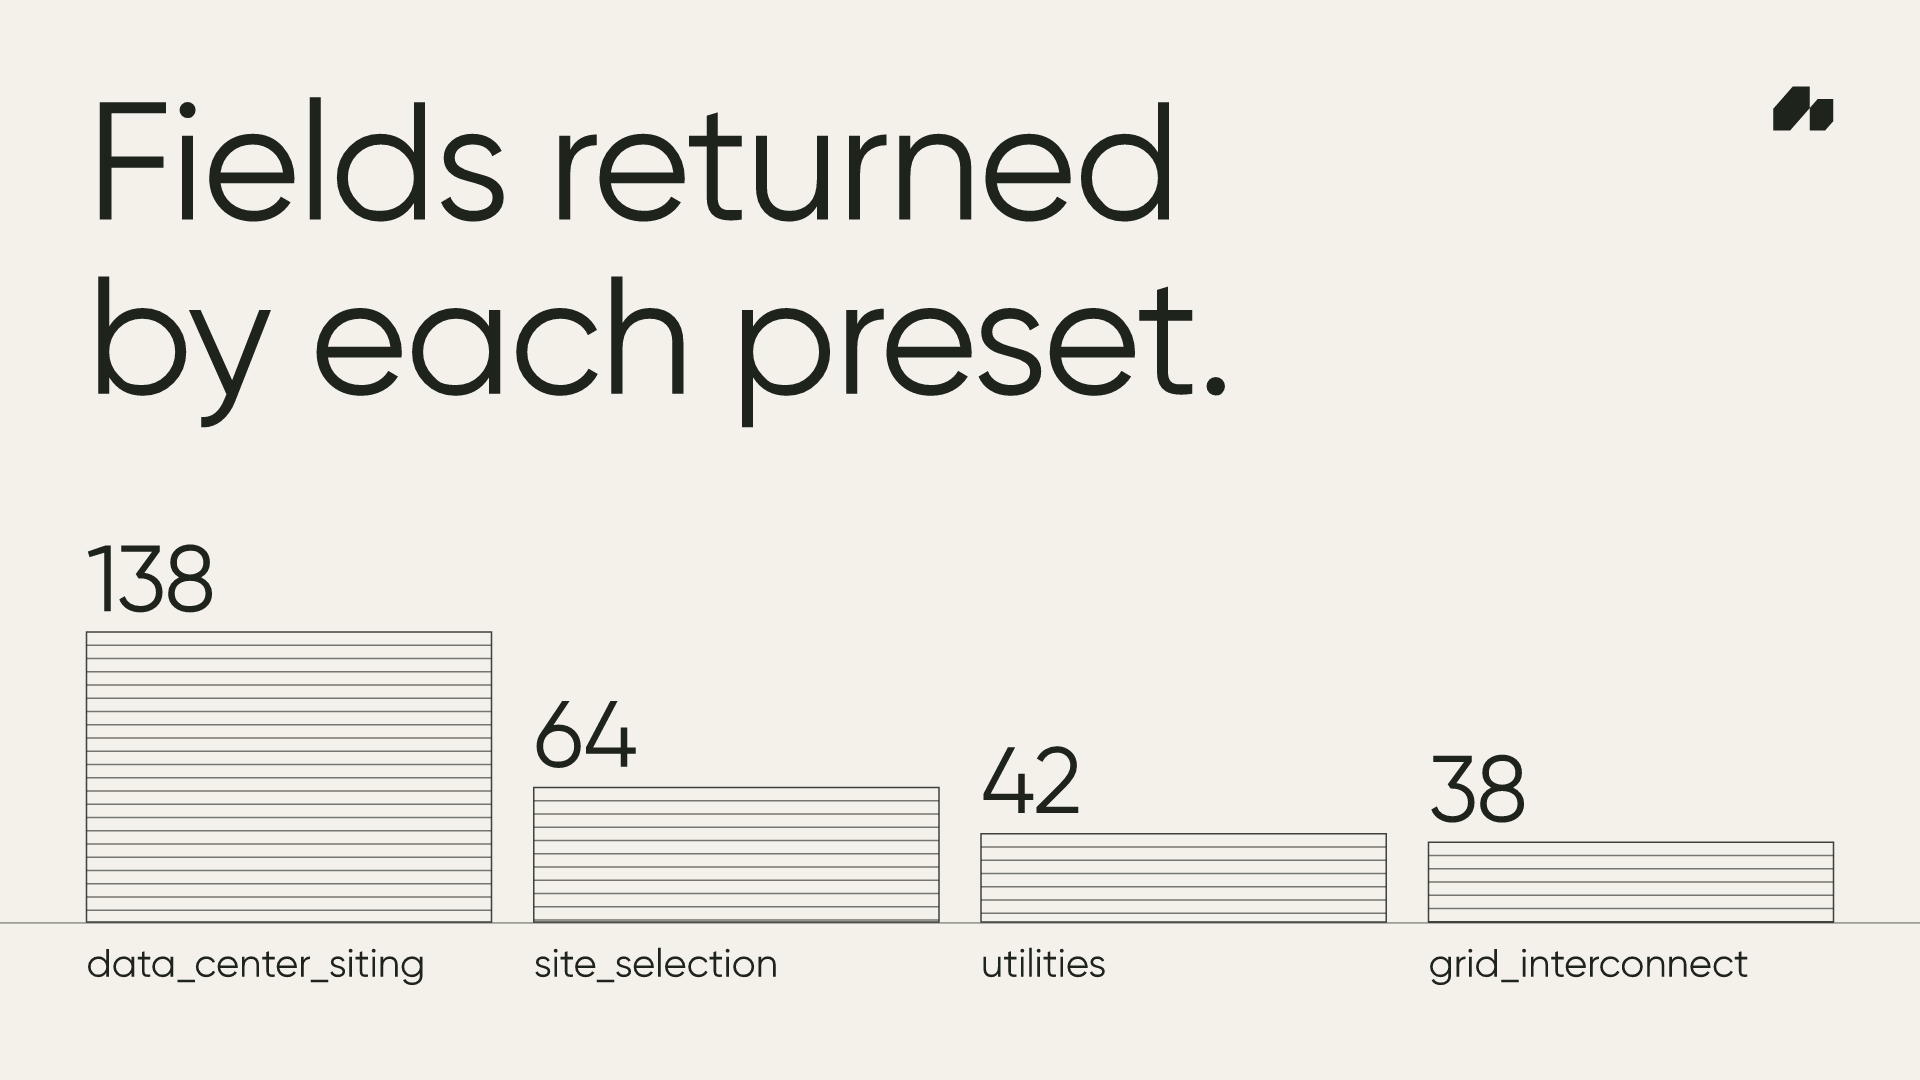 Fields returned
by each preset.
138
64
42
38
data_center_siting
site_selection
utilities
grid_interconnect